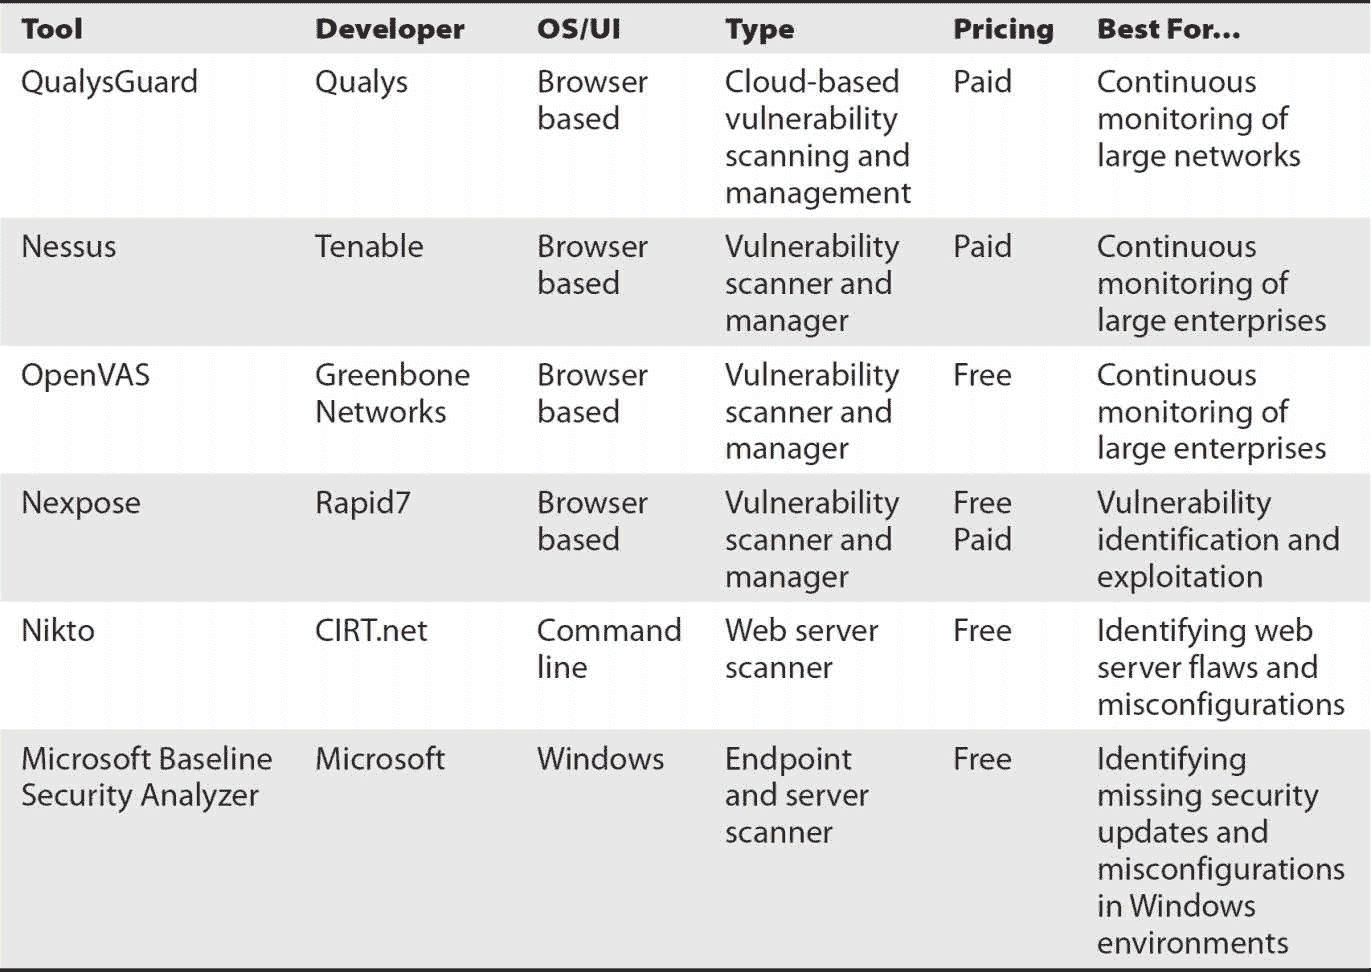 Tool Developer OS/UI Type Pricing Best For...
QualysGuard Qualys Browser Cloud-based Paid Continuous
based vulnerability monitoring of
scanning and large networks
management
Nessus Tenable Browser Vulnerability Paid Continuous
based scanner and monitoring of
manager large enterprises
OpenVAS Greenbone Browser Vulnerability Free Continuous
Networks based scanner and monitoring of
manager large enterprises
Nexpose Rapid7 Browser Vulnerability Free Vulnerability
based scanner and Paid identification and
manager exploitation
Nikto CIRT.net Command Web server Free Identifying web
line scanner server flaws and
misconfigurations
Microsoft Baseline Microsoft Windows Endpoint Free Identifying
Security Analyzer and server missing security
scanner updates and
misconfigurations
in Windows
environments